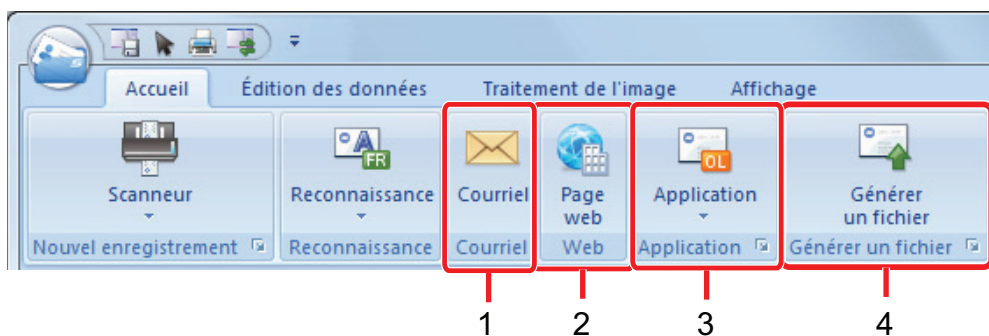 Accueil Édition des données Traitement de l'image Affichage
FR OL
Scanneur Reconnaissance Courriel Page web Application Générer un fichier
Nouvel enregistrement Reconnaissance Courriel Web Application Générer un fichier
1 2 3 4